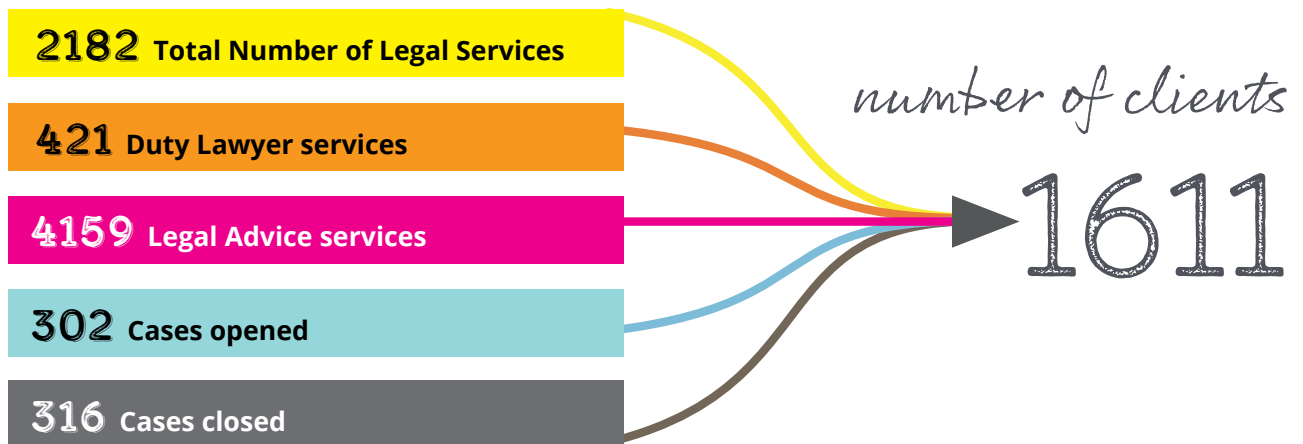 2182 Total Number of Legal Services
421 Duty Lawyer services
4159 Legal Advice services
302 Cases opened
316 Cases closed
number of clients
1611